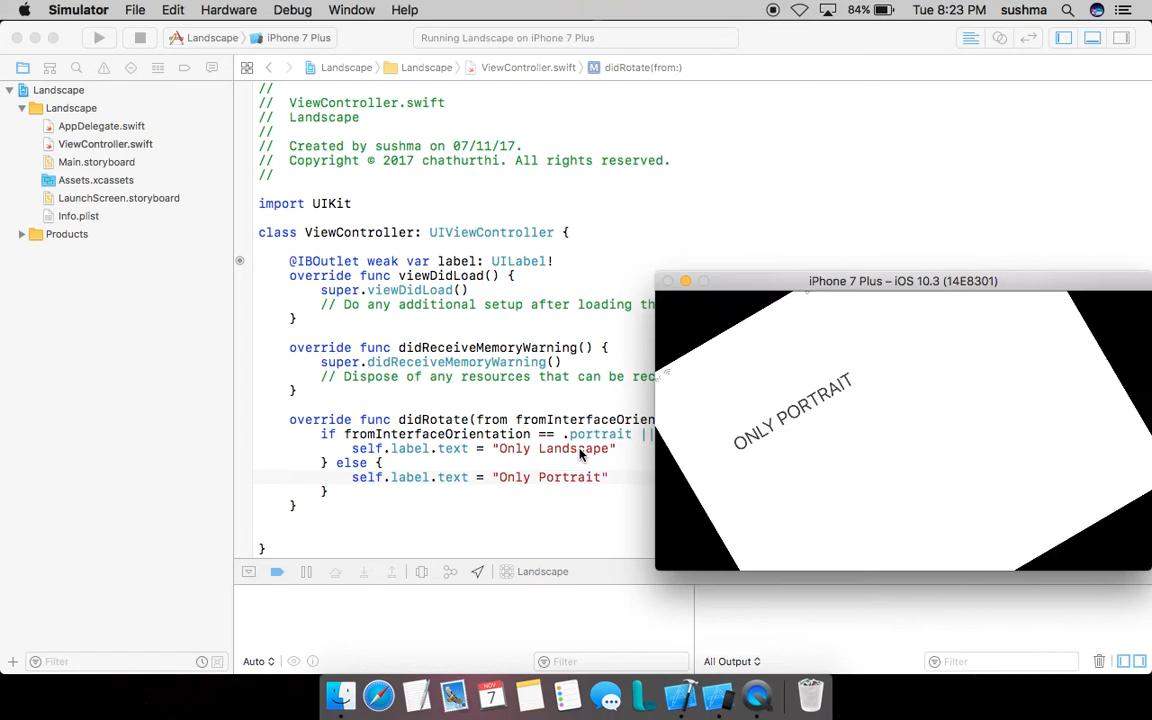 Simulator File Edit Hardware Debug Window Help 84% Tue 8:23 PM sushma
Landscape iPhone 7 Plus Running Landscape on iPhone 7 Plus
Landscape Landscape ViewController.swift M didRotate(from:)
Landscape
Landscape
AppDelegate.swift
ViewController.swift
Main.storyboard
Assets.xcassets
LaunchScreen.storyboard
Info.plist
Products
//
// ViewController.swift
// Landscape
//
// Created by sushma on 07/11/17.
// Copyright © 2017 chathurthi. All rights reserved.
//
import UIKit
class ViewController: UIViewController {
@IBOutlet weak var label: UILabel!
override func viewDidLoad() {
super.viewDidLoad()
// Do any additional setup after loading th
}
override func didReceiveMemoryWarning() {
super.didReceiveMemoryWarning()
// Dispose of any resources that can be rec
}
override func didRotate(from fromInterfaceOrien
if fromInterfaceOrientation == .portrait ||
self.label.text = "Only Landscape"
} else {
self.label.text = "Only Portrait"
}
}
}
iPhone 7 Plus – iOS 10.3 (14E8301)
ONLY PORTRAIT
Landscape
Filter
Auto
Filter
All Output
Filter
NOV
7